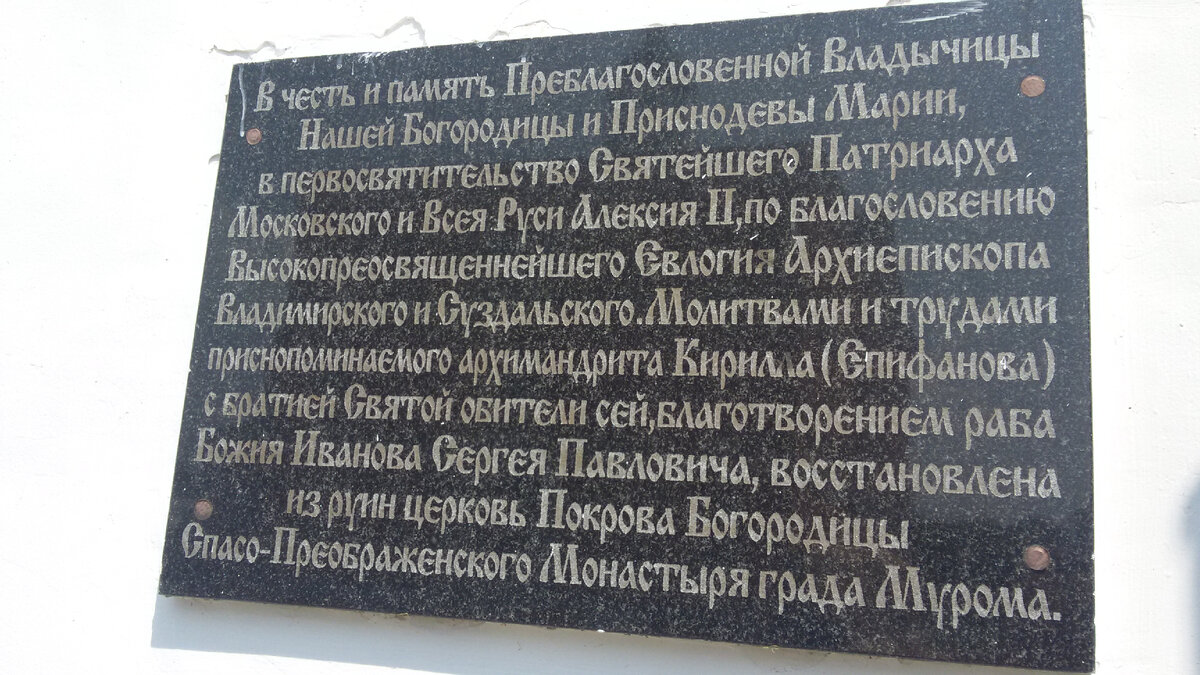 В честь и память Преблагословенной Владычицы
Нашей Богородицы и Приснодевы Марии,
в первосвятительство Святейшего Патриарха
Московского и Всея Руси Алексия II, по благословению
Высокопреосвященнейшего Евлогия Архиепископа
Владимирского и Суздальского. Молитвами и трудами
приснопоминаемого архимандрита Кирилла (Епифанова)
с братией Святой обители сей, благотворением раба
Божия Иванова Сергея Павловича, восстановлена
из руин церковь Покрова Богородицы
Спасо-Преображенского Монастыря града Мурома.